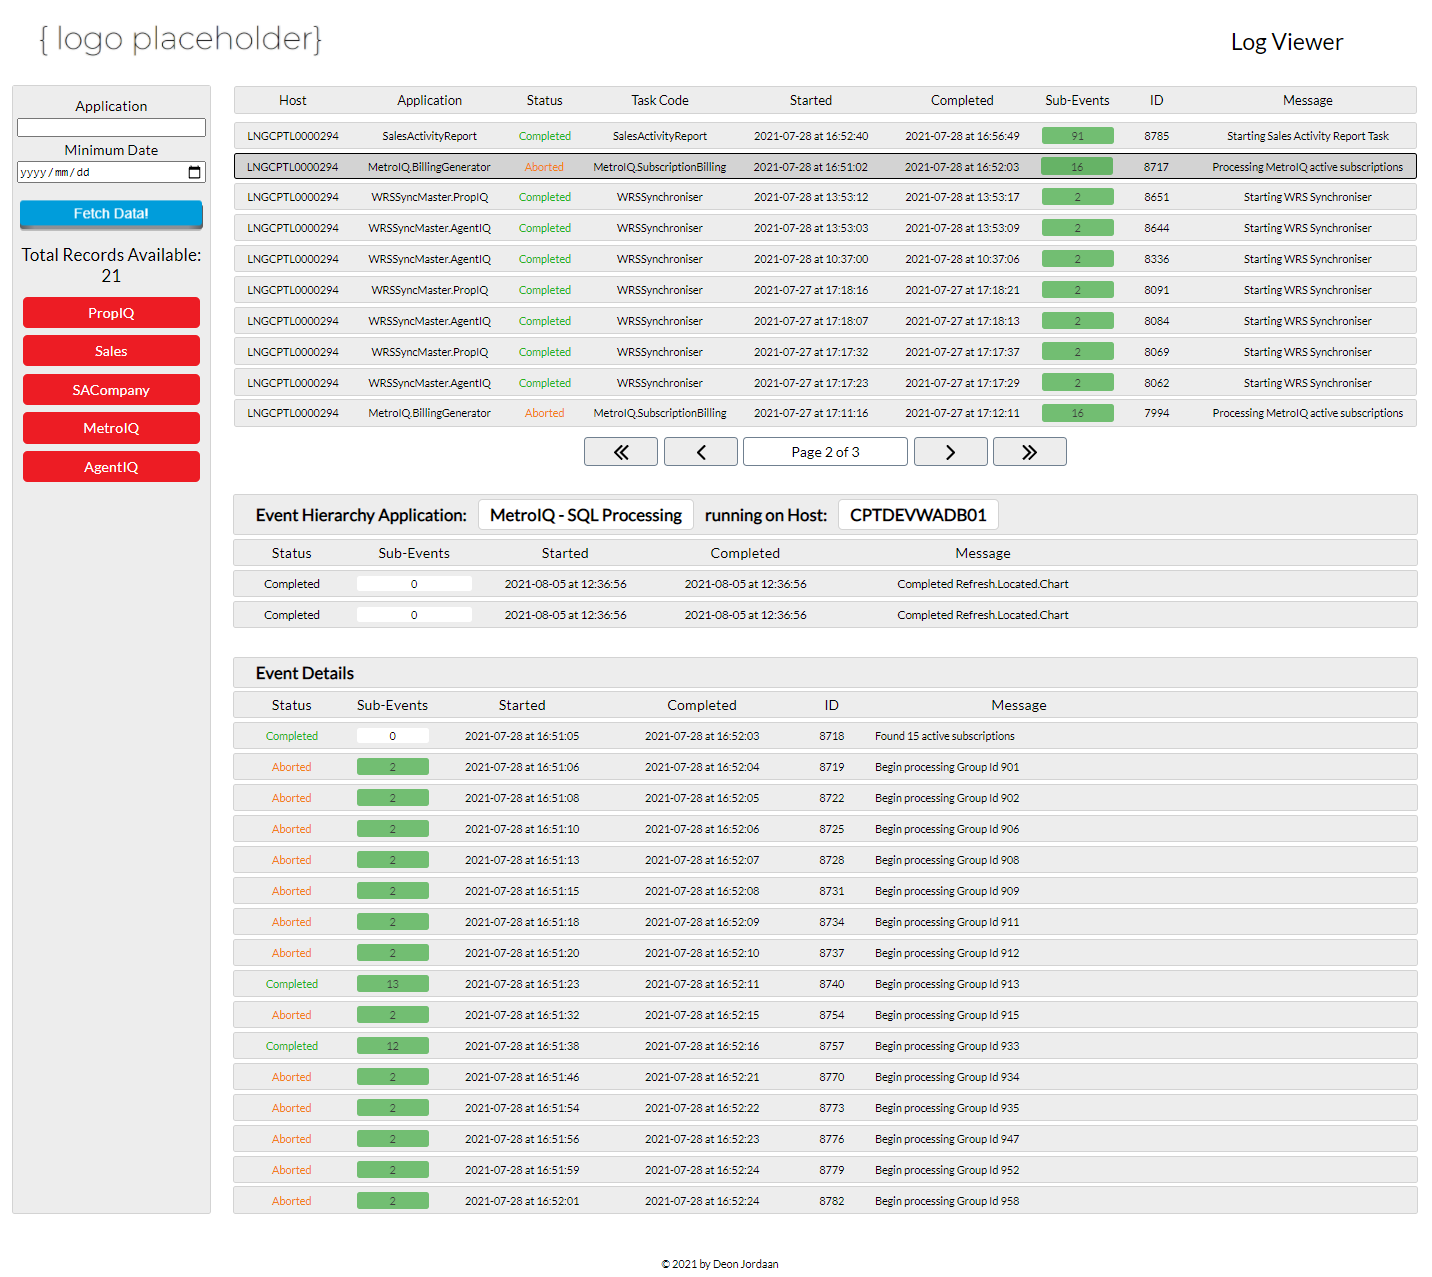 { logo placeholder}
Log Viewer
Application
Minimum Date
yyyy/mm/dd
Fetch Data!
Total Records Available:
21
PropIQ
Sales
SACompany
MetroIQ
AgentIQ
Host Application Status Task Code Started Completed Sub-Events ID Message
LNGCPTL0000294 SalesActivityReport Completed SalesActivityReport 2021-07-28 at 16:52:40 2021-07-28 at 16:56:49 91 8785 Starting Sales Activity Report Task
LNGCPTL0000294 MetroIQ.BillingGenerator Aborted MetroIQ.SubscriptionBilling 2021-07-28 at 16:51:02 2021-07-28 at 16:52:03 16 8717 Processing MetroIQ active subscriptions
LNGCPTL0000294 WRSSyncMaster.PropIQ Completed WRSSynchroniser 2021-07-28 at 13:53:12 2021-07-28 at 13:53:17 2 8651 Starting WRS Synchroniser
LNGCPTL0000294 WRSSyncMaster.AgentIQ Completed WRSSynchroniser 2021-07-28 at 13:53:03 2021-07-28 at 13:53:09 2 8644 Starting WRS Synchroniser
LNGCPTL0000294 WRSSyncMaster.AgentIQ Completed WRSSynchroniser 2021-07-28 at 10:37:00 2021-07-28 at 10:37:06 2 8336 Starting WRS Synchroniser
LNGCPTL0000294 WRSSyncMaster.PropIQ Completed WRSSynchroniser 2021-07-27 at 17:18:16 2021-07-27 at 17:18:21 2 8091 Starting WRS Synchroniser
LNGCPTL0000294 WRSSyncMaster.AgentIQ Completed WRSSynchroniser 2021-07-27 at 17:18:07 2021-07-27 at 17:18:13 2 8084 Starting WRS Synchroniser
LNGCPTL0000294 WRSSyncMaster.PropIQ Completed WRSSynchroniser 2021-07-27 at 17:17:32 2021-07-27 at 17:17:37 2 8069 Starting WRS Synchroniser
LNGCPTL0000294 WRSSyncMaster.AgentIQ Completed WRSSynchroniser 2021-07-27 at 17:17:23 2021-07-27 at 17:17:29 2 8062 Starting WRS Synchroniser
LNGCPTL0000294 MetroIQ.BillingGenerator Aborted MetroIQ.SubscriptionBilling 2021-07-27 at 17:11:16 2021-07-27 at 17:12:11 16 7994 Processing MetroIQ active subscriptions
Page 2 of 3
Event Hierarchy Application: MetroIQ - SQL Processing running on Host: CPTDEVWADB01
Status Sub-Events Started Completed Message
Completed 0 2021-08-05 at 12:36:56 2021-08-05 at 12:36:56 Completed Refresh.Located.Chart
Completed 0 2021-08-05 at 12:36:56 2021-08-05 at 12:36:56 Completed Refresh.Located.Chart
Event Details
Status Sub-Events Started Completed ID Message
Completed 0 2021-07-28 at 16:51:05 2021-07-28 at 16:52:03 8718 Found 15 active subscriptions
Aborted 2 2021-07-28 at 16:51:06 2021-07-28 at 16:52:04 8719 Begin processing Group Id 901
Aborted 2 2021-07-28 at 16:51:08 2021-07-28 at 16:52:05 8722 Begin processing Group Id 902
Aborted 2 2021-07-28 at 16:51:10 2021-07-28 at 16:52:06 8725 Begin processing Group Id 906
Aborted 2 2021-07-28 at 16:51:13 2021-07-28 at 16:52:07 8728 Begin processing Group Id 908
Aborted 2 2021-07-28 at 16:51:15 2021-07-28 at 16:52:08 8731 Begin processing Group Id 909
Aborted 2 2021-07-28 at 16:51:18 2021-07-28 at 16:52:09 8734 Begin processing Group Id 911
Aborted 2 2021-07-28 at 16:51:20 2021-07-28 at 16:52:10 8737 Begin processing Group Id 912
Completed 13 2021-07-28 at 16:51:23 2021-07-28 at 16:52:11 8740 Begin processing Group Id 913
Aborted 2 2021-07-28 at 16:51:32 2021-07-28 at 16:52:15 8754 Begin processing Group Id 915
Completed 12 2021-07-28 at 16:51:38 2021-07-28 at 16:52:16 8757 Begin processing Group Id 933
Aborted 2 2021-07-28 at 16:51:46 2021-07-28 at 16:52:21 8770 Begin processing Group Id 934
Aborted 2 2021-07-28 at 16:51:54 2021-07-28 at 16:52:22 8773 Begin processing Group Id 935
Aborted 2 2021-07-28 at 16:51:56 2021-07-28 at 16:52:23 8776 Begin processing Group Id 947
Aborted 2 2021-07-28 at 16:51:59 2021-07-28 at 16:52:24 8779 Begin processing Group Id 952
Aborted 2 2021-07-28 at 16:52:01 2021-07-28 at 16:52:24 8782 Begin processing Group Id 958
© 2021 by Deon Jordaan